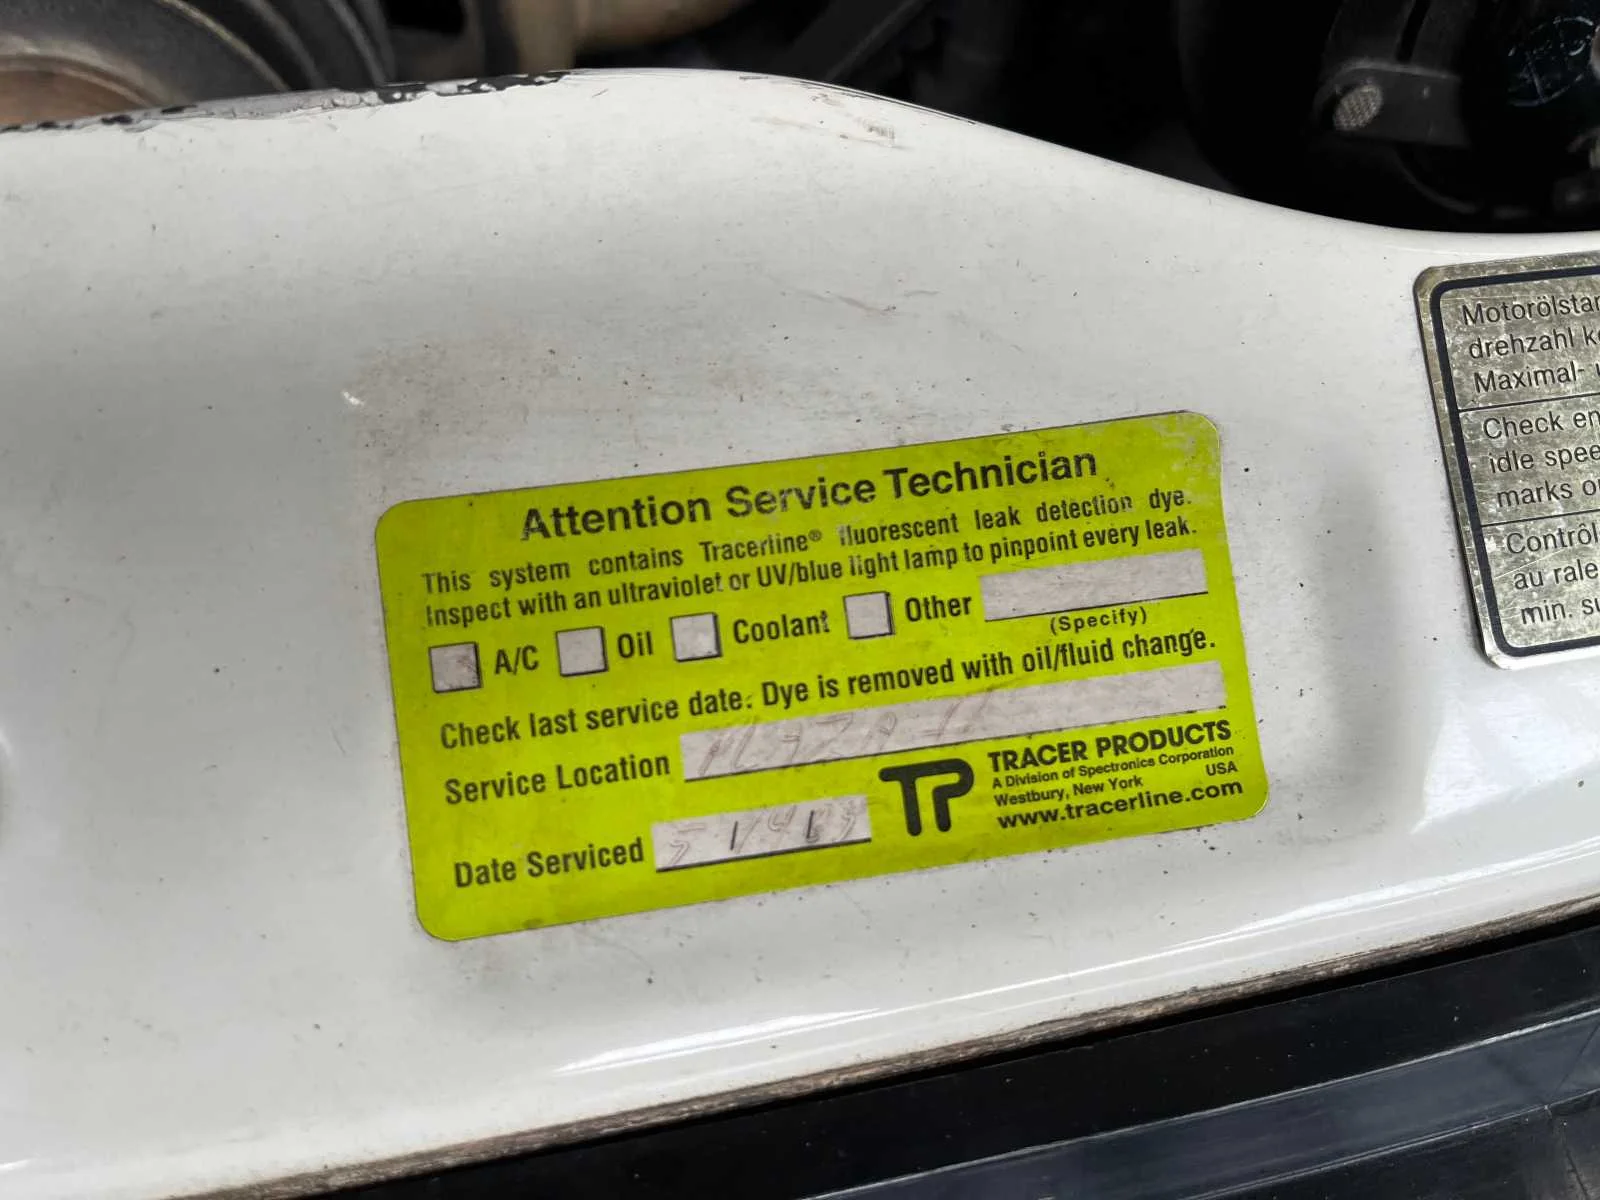 Attention Service Technician
This system contains Tracerline® fluorescent leak detection dye.
Inspect with an ultraviolet or UV/blue light lamp to pinpoint every leak.
A/C Oil Coolant Other
(Specify)
Check last service date. Dye is removed with oil/fluid change.
Service Location
Date Serviced
TP
TRACER PRODUCTS
A Division of Spectronics Corporation
Westbury, New York USA
www.tracerline.com
Motorölstan
drehzahl
Maximal-
Check en
idle spee
marks
Contrôl
au rale
min.